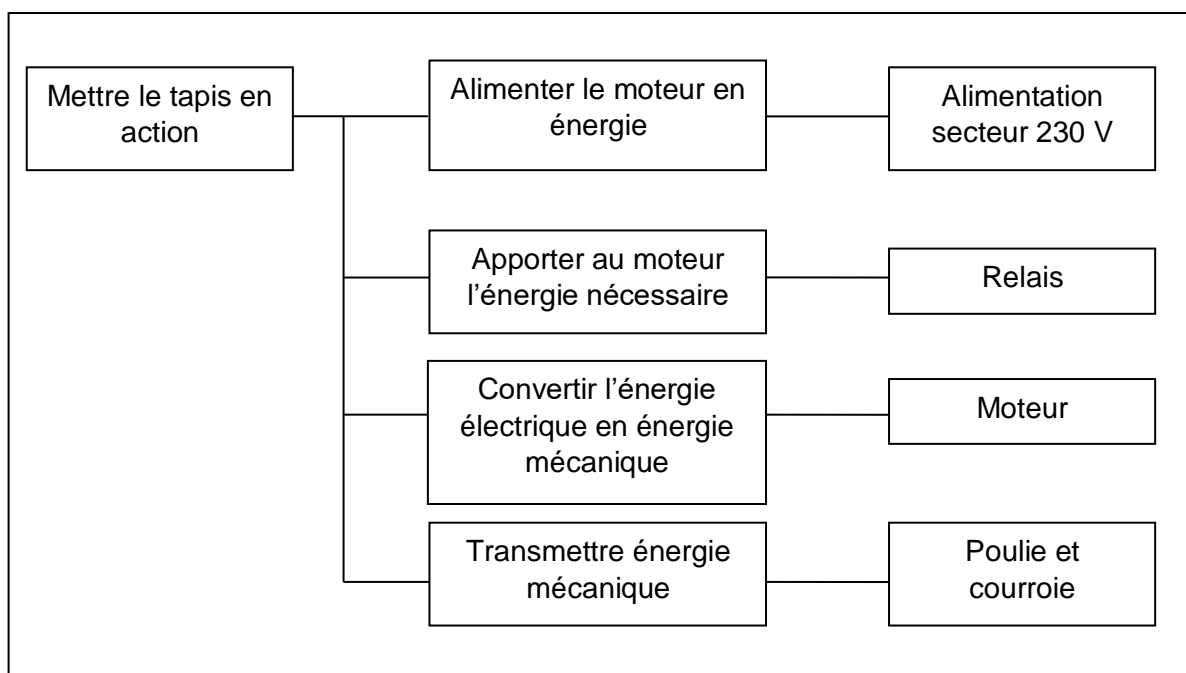 Mettre le tapis en
action
Alimenter le moteur en
énergie
Alimentation
secteur 230 V
Apporter au moteur
l’énergie nécessaire
Relais
Convertir l’énergie
électrique en énergie
mécanique
Moteur
Transmettre énergie
mécanique
Poulie et
courroie